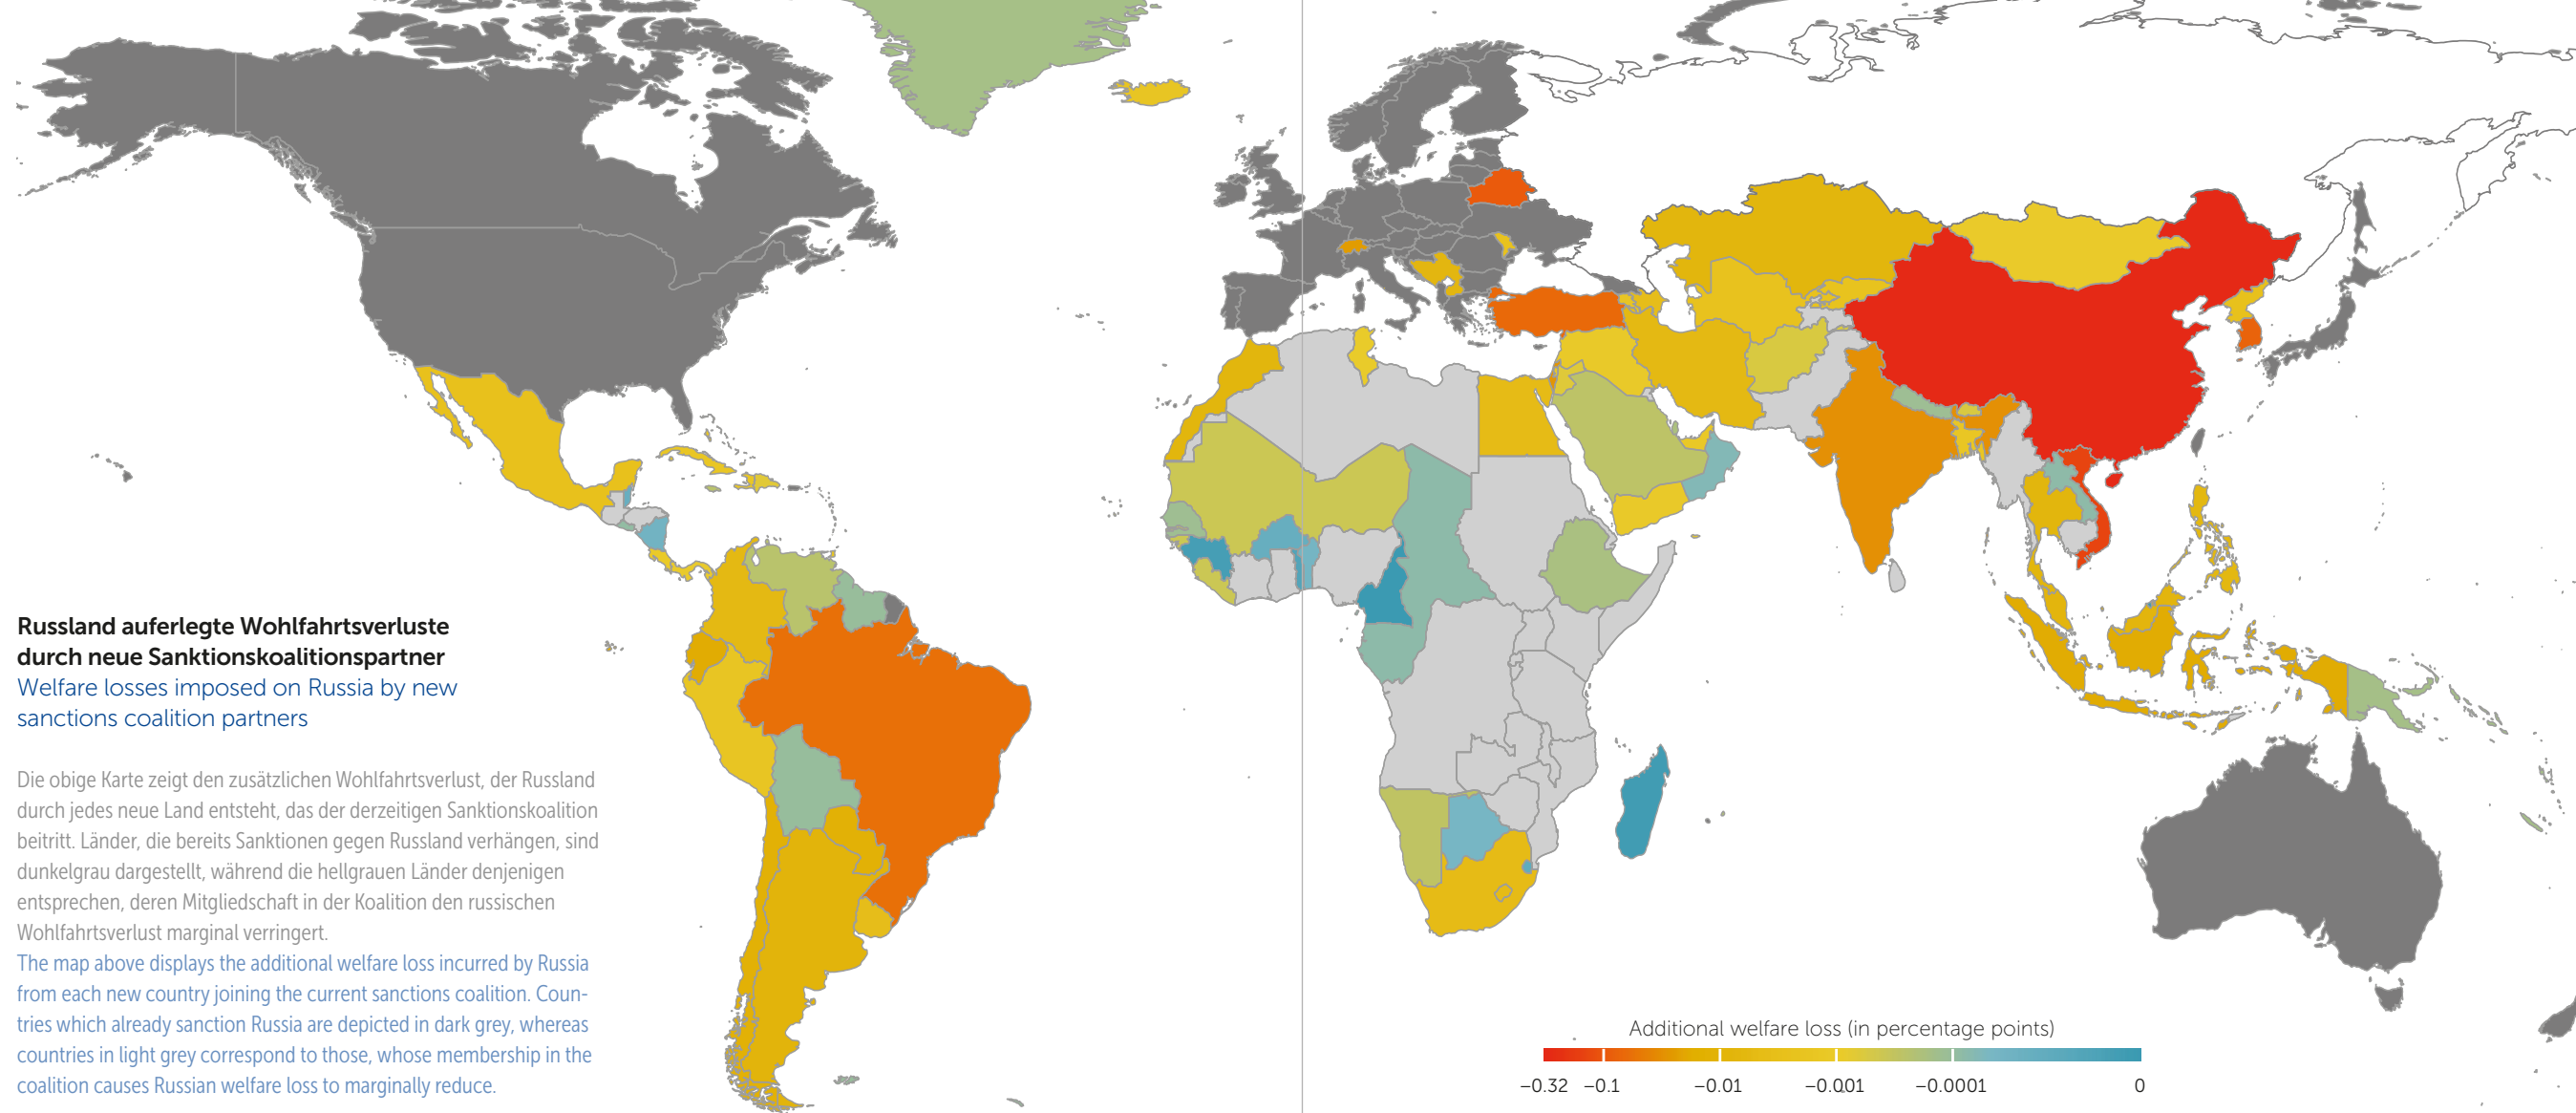 Russland auferlegte Wohlfahrtsverluste
durch neue Sanktionskoalitionspartner
Welfare losses imposed on Russia by new
sanctions coalition partners
Die obige Karte zeigt den zusätzlichen Wohlfahrtsverlust, der Russland
durch jedes neue Land entsteht, das der derzeitigen Sanktionskoalition
beitritt. Länder, die bereits Sanktionen gegen Russland verhängen, sind
dunkelgrau dargestellt, während die hellgrauen Länder denjenigen
entsprechen, deren Mitgliedschaft in der Koalition den russischen
Wohlfahrtsverlust marginal verringert.
The map above displays the additional welfare loss incurred by Russia
from each new country joining the current sanctions coalition. Coun-
tries which already sanction Russia are depicted in dark grey, whereas
countries in light grey correspond to those, whose membership in the
coalition causes Russian welfare loss to marginally reduce.
Additional welfare loss (in percentage points)
−0.32 −0.1 −0.01 −0.001 −0.0001 0